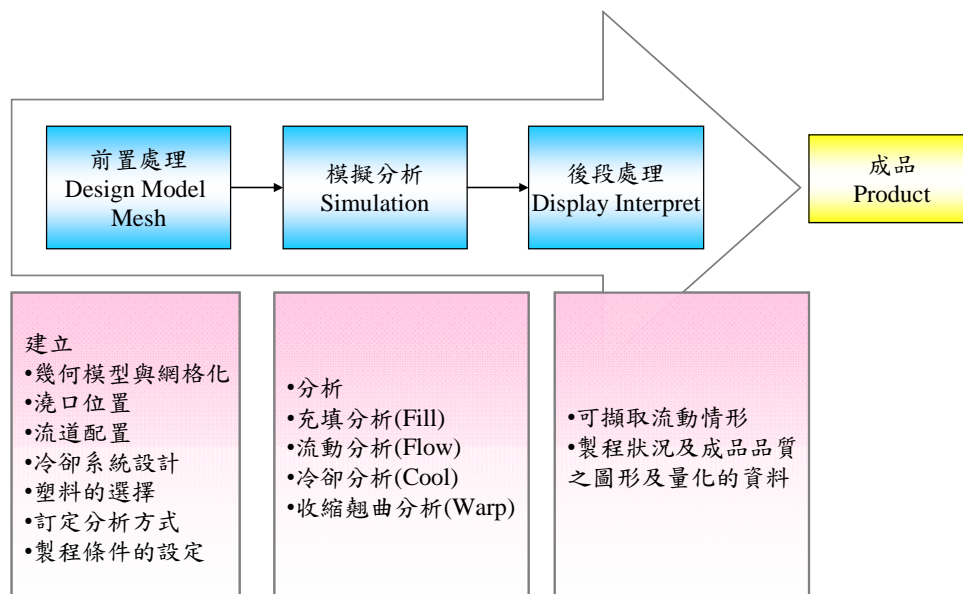 前置處理
Design Model
Mesh
模擬分析
Simulation
後段處理
Display Interpret
成品
Product
建立
•幾何模型與網格化
•澆口位置
•流道配置
•冷卻系統設計
•塑料的選擇
•訂定分析方式
•製程條件的設定
•分析
•充填分析(Fill)
•流動分析(Flow)
•冷卻分析(Cool)
•收縮翹曲分析(Warp)
•可擷取流動情形
•製程狀況及成品品質
之圖形及量化的資料